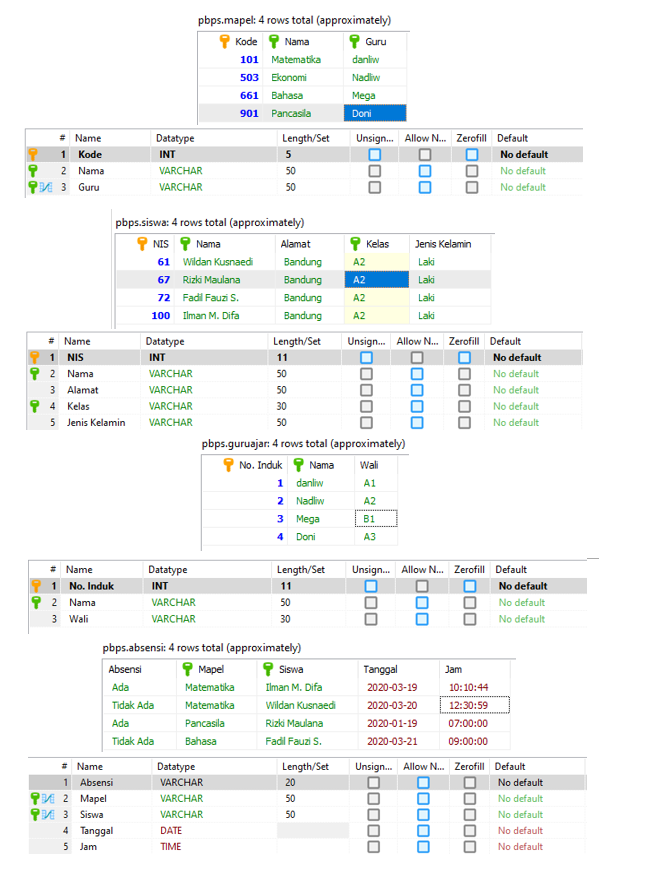 pbps.mapel: 4 rows total (approximately)
Kode Nama Guru
101 Matematika danliw
503 Ekonomi Nadliw
661 Bahasa Mega
901 Pancasila Doni
# Name Datatype Length/Set Unsign... Allow N... Zerofill Default
1 Kode INT 5 No default
2 Nama VARCHAR 50 No default
3 Guru VARCHAR 50 No default
pbps.siswa: 4 rows total (approximately)
NIS Nama Alamat Kelas Jenis Kelamin
61 Wildan Kusnaedi Bandung A2 Laki
67 Rizki Maulana Bandung A2 Laki
72 Fadil Fauzi S. Bandung A2 Laki
100 Ilman M. Difa Bandung A2 Laki
# Name Datatype Length/Set Unsign... Allow N... Zerofill Default
1 NIS INT 11 No default
2 Nama VARCHAR 50 No default
3 Alamat VARCHAR 50 No default
4 Kelas VARCHAR 30 No default
5 Jenis Kelamin VARCHAR 50 No default
pbps.guruajar: 4 rows total (approximately)
No. Induk Nama Wali
1 danliw A1
2 Nadliw A2
3 Mega B1
4 Doni A3
# Name Datatype Length/Set Unsign... Allow N... Zerofill Default
1 No. Induk INT 11 No default
2 Nama VARCHAR 50 No default
3 Wali VARCHAR 30 No default
pbps.absensi: 4 rows total (approximately)
Absensi Mapel Siswa Tanggal Jam
Ada Matematika Ilman M. Difa 2020-03-19 10:10:44
Tidak Ada Matematika Wildan Kusnaedi 2020-03-20 12:30:59
Ada Pancasila Rizki Maulana 2020-01-19 07:00:00
Tidak Ada Bahasa Fadil Fauzi S. 2020-03-21 09:00:00
# Name Datatype Length/Set Unsign... Allow N... Zerofill Default
1 Absensi VARCHAR 20 No default
2 Mapel VARCHAR 50 No default
3 Siswa VARCHAR 50 No default
4 Tanggal DATE No default
5 Jam TIME No default